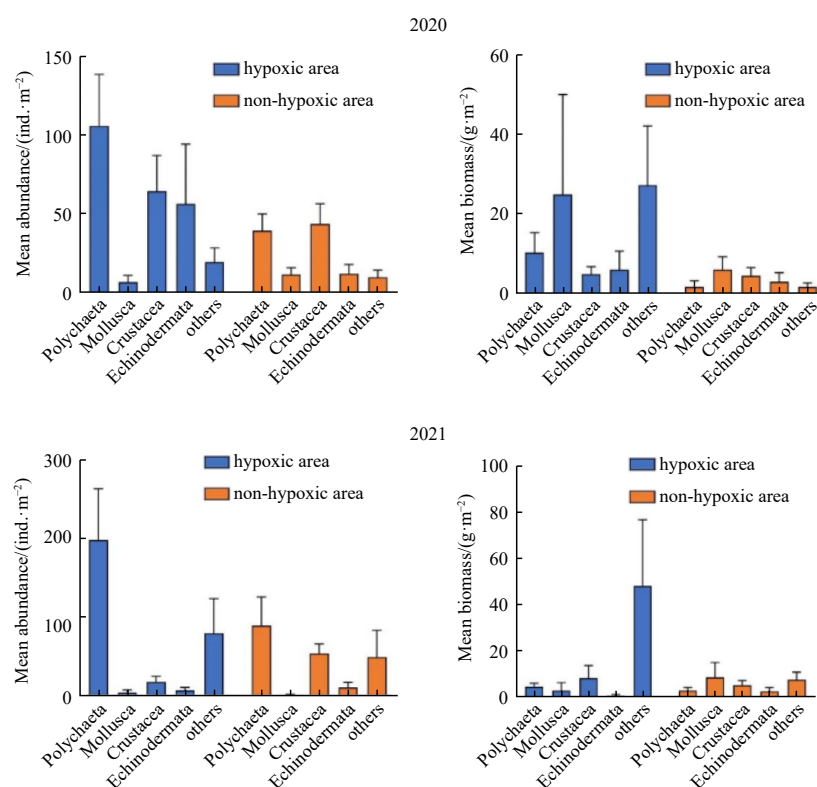 2020
150
100
50
0
Mean abundance/(ind.·m⁻²)
hypoxic area
non-hypoxic area
Polychaeta
Mollusca
Crustacea
Echinodermata
others
Polychaeta
Mollusca
Crustacea
Echinodermata
others
60
40
20
0
Mean biomass/(g·m⁻²)
hypoxic area
non-hypoxic area
Polychaeta
Mollusca
Crustacea
Echinodermata
others
Polychaeta
Mollusca
Crustacea
Echinodermata
others
2021
300
200
100
0
Mean abundance/(ind.·m⁻²)
hypoxic area
non-hypoxic area
Polychaeta
Mollusca
Crustacea
Echinodermata
others
Polychaeta
Mollusca
Crustacea
Echinodermata
others
100
80
60
40
20
0
Mean biomass/(g·m⁻²)
hypoxic area
non-hypoxic area
Polychaeta
Mollusca
Crustacea
Echinodermata
others
Polychaeta
Mollusca
Crustacea
Echinodermata
others